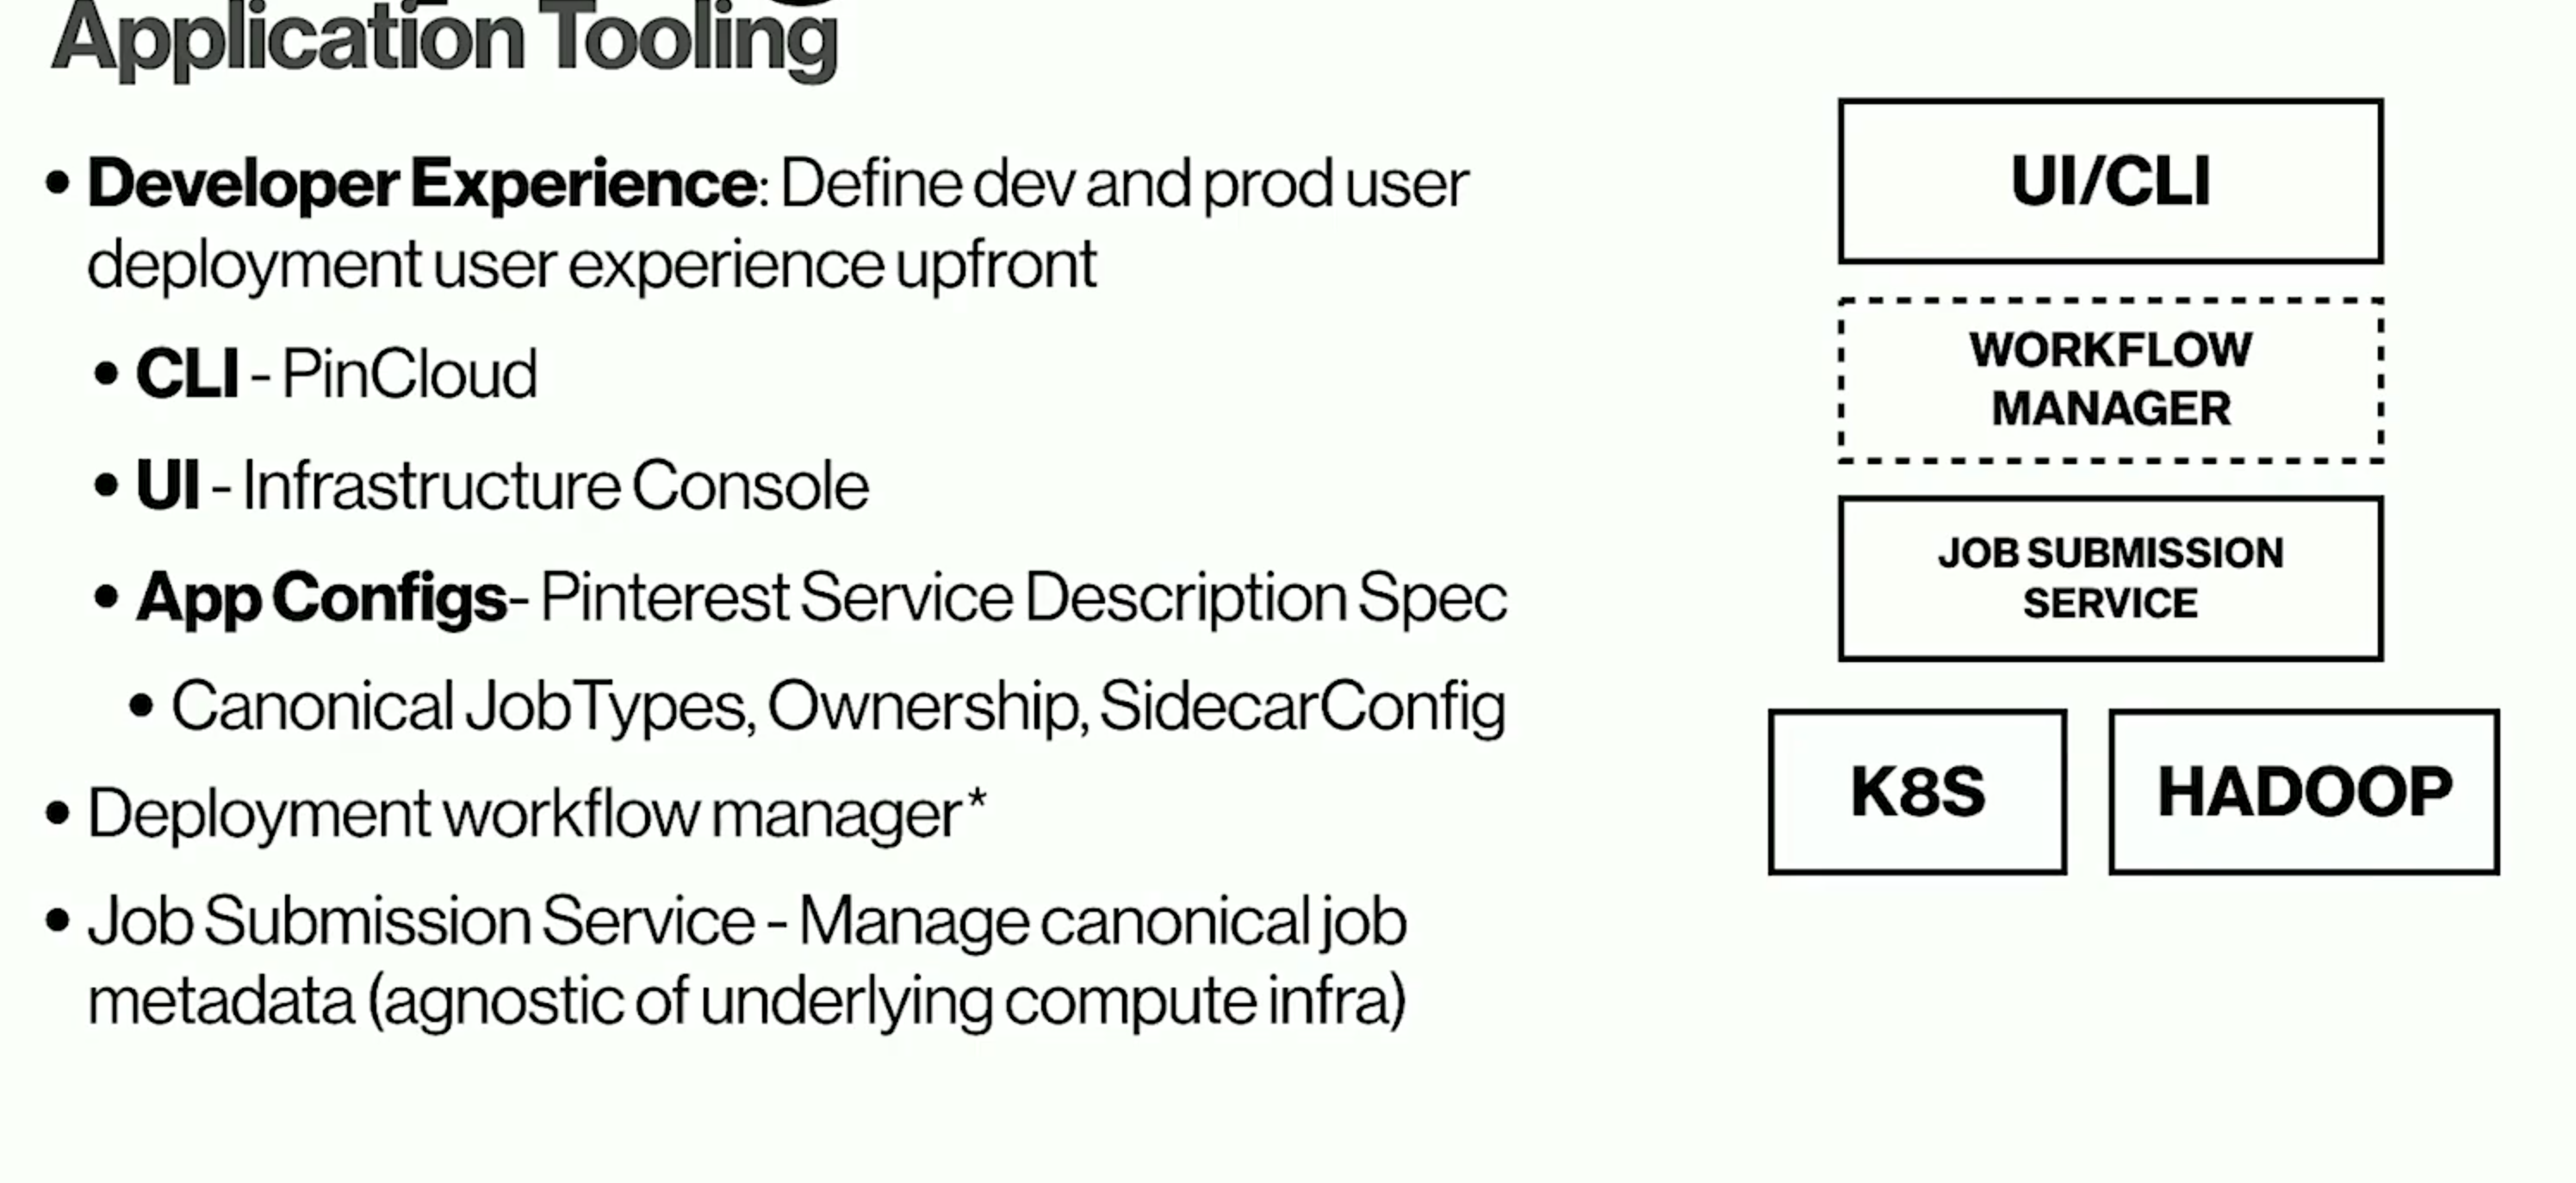 Application Tooling
• Developer Experience: Define dev and prod user
deployment user experience upfront
• CLI - PinCloud
• UI - Infrastructure Console
• App Configs- Pinterest Service Description Spec
• Canonical JobTypes, Ownership, SidecarConfig
• Deployment workflow manager*
• Job Submission Service - Manage canonical job
metadata (agnostic of underlying compute infra)
UI/CLI
WORKFLOW
MANAGER
JOB SUBMISSION
SERVICE
K8S
HADOOP